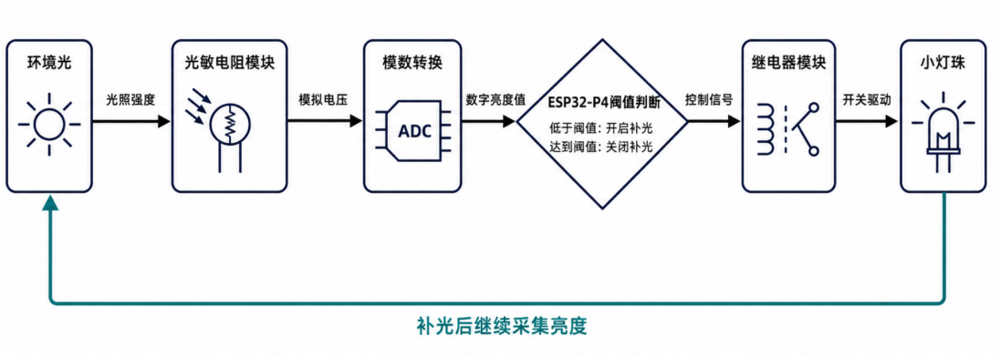 环境光
光照强度
光敏电阻模块
模拟电压
模数转换
ADC
数字亮度值
ESP32-P4阀值判断
低于阀值: 开启补光
达到阀值: 关闭补光
控制信号
继电器模块
开关驱动
小灯珠
补光后继续采集亮度